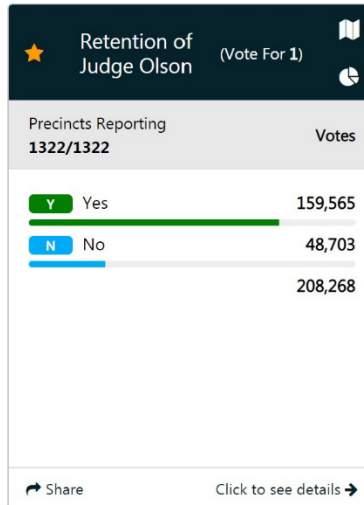 Retention of
Judge Olson
(Vote For 1)
Precincts Reporting
1322/1322
Votes
Y Yes 159,565
N No 48,703
208,268
Share
Click to see details